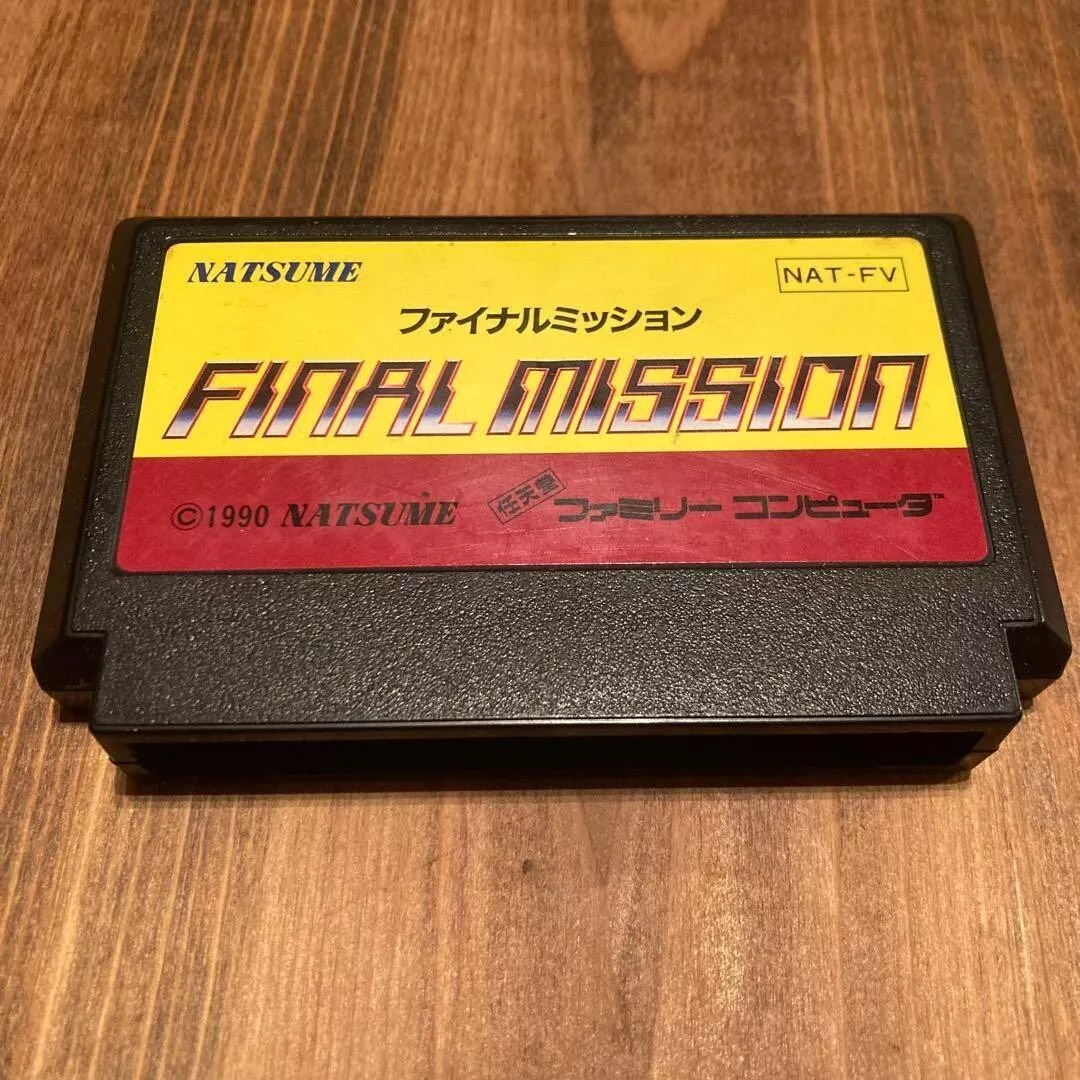 NATSUME
NAT-FV
ファイナルミッション
FINAL MISSION
©1990 NATSUME 任天堂 ファミリー コンピュータ™